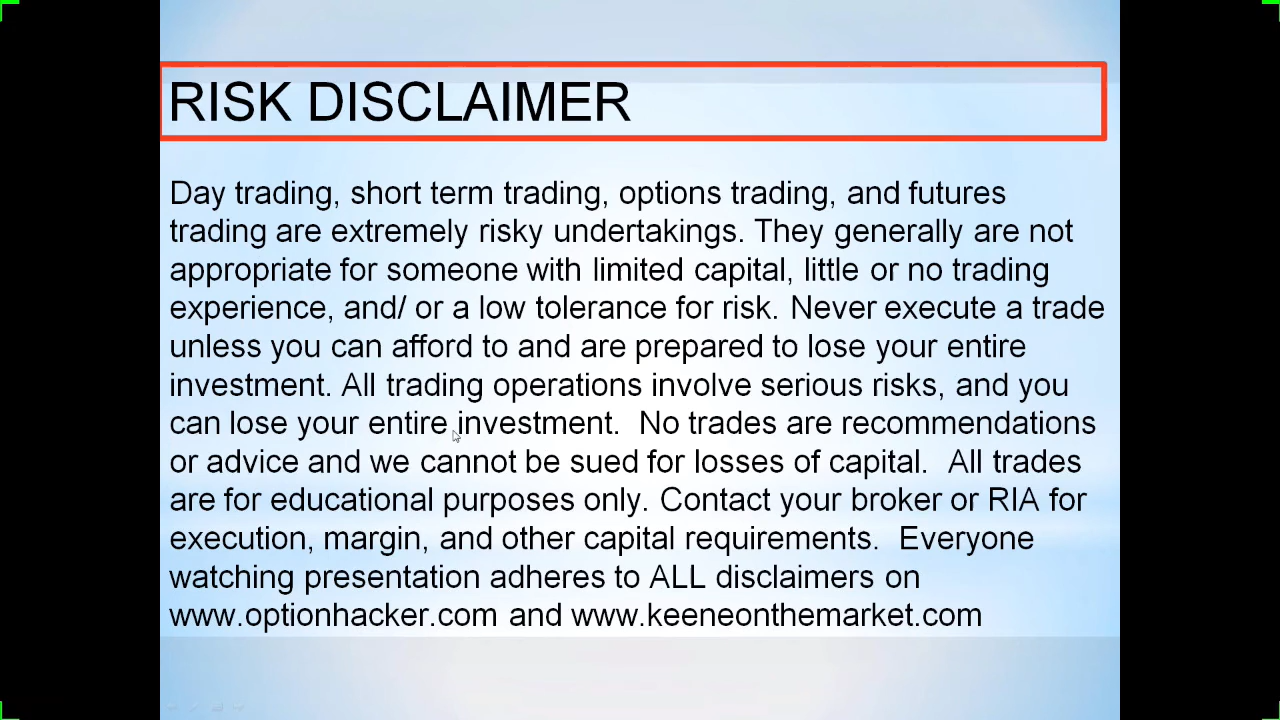 RISK DISCLAIMER
Day trading, short term trading, options trading, and futures
trading are extremely risky undertakings. They generally are not
appropriate for someone with limited capital, little or no trading
experience, and/ or a low tolerance for risk. Never execute a trade
unless you can afford to and are prepared to lose your entire
investment. All trading operations involve serious risks, and you
can lose your entire investment.  No trades are recommendations
or advice and we cannot be sued for losses of capital.  All trades
are for educational purposes only. Contact your broker or RIA for
execution, margin, and other capital requirements.  Everyone
watching presentation adheres to ALL disclaimers on
www.optionhacker.com and www.keeneonthemarket.com